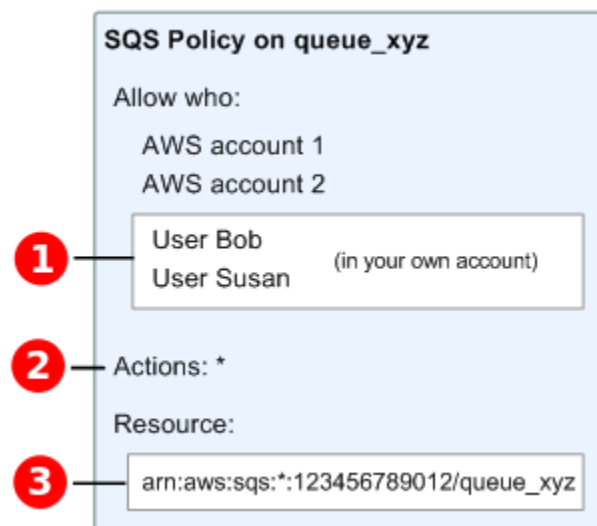 SQS Policy on queue_xyz
Allow who:
AWS account 1
AWS account 2
1
User Bob
User Susan
(in your own account)
2
Actions: *
Resource:
3
arn:aws:sqs:*:123456789012/queue_xyz